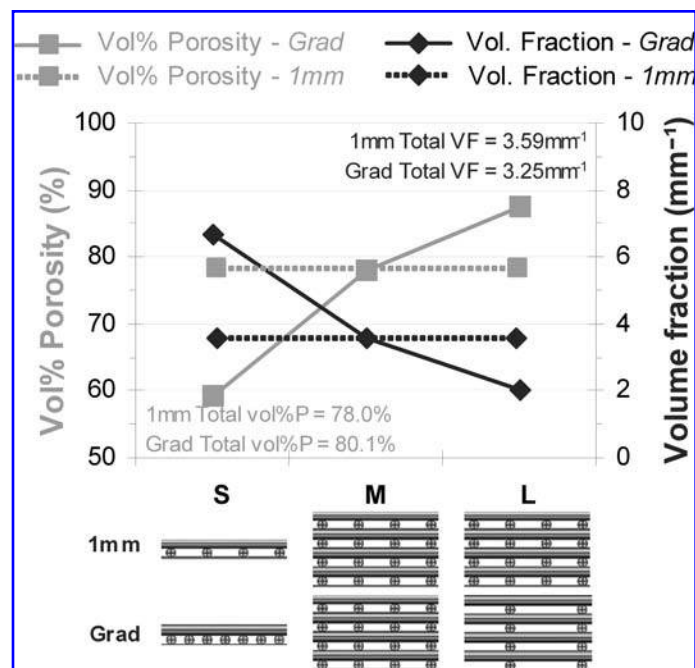 Vol% Porosity - Grad
Vol. Fraction - Grad
Vol% Porosity - 1mm
Vol. Fraction - 1mm
100
10
1mm Total VF = 3.59mm⁻¹
Grad Total VF = 3.25mm⁻¹
90
8
80
6
70
4
60
2
1mm Total vol%P = 78.0%
Grad Total vol%P = 80.1%
50
0
Vol% Porosity (%)
Volume fraction (mm⁻¹)
S
M
L
1mm
Grad